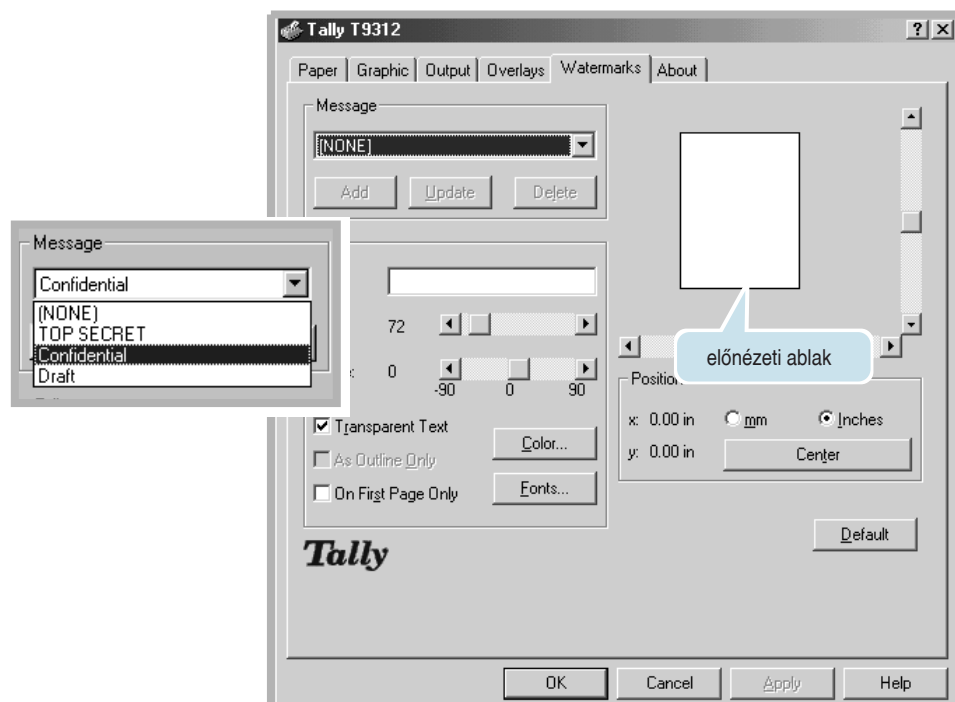 Tally T9312
? X
Paper Graphic Output Overlays Watermarks About
Message
[NONE]
Add Update Delete
Message
Confidential
(NONE)
TOP SECRET
Confidential
Draft
72
0
-90 0 90
Transparent Text
As Outline Only
On First Page Only
Color...
Fonts...
előnézeti ablak
Position
x: 0.00 in mm Inches
y: 0.00 in Center
Default
Tally
OK Cancel Apply Help